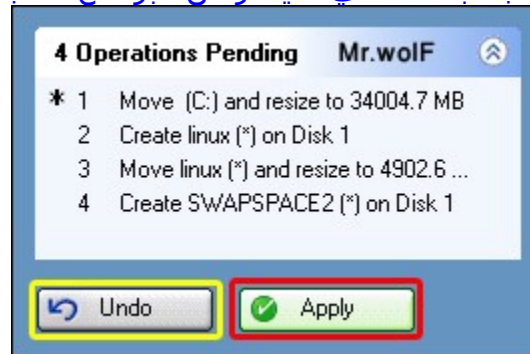 4 Operations Pending Mr.wolF
* 1 Move (C:) and resize to 34004.7 MB
2 Create linux (*) on Disk 1
3 Move linux (*) and resize to 4902.6 ...
4 Create SWAPSPACE2 (*) on Disk 1
Undo Apply